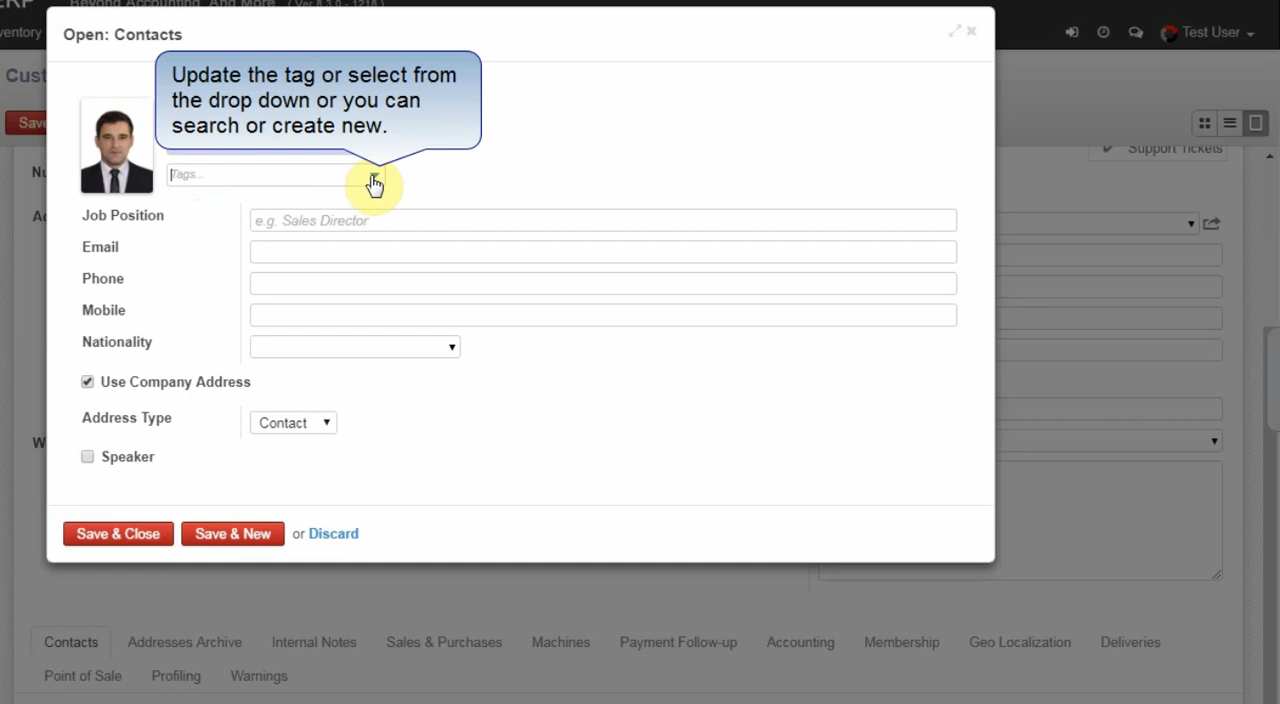 Beyond Accounting, And More (Ver 8.3.0 - 1218)
Open: Contacts
Test User
Update the tag or select from
the drop down or you can
search or create new.
Support Tickets
Tags...
Job Position
e.g. Sales Director
Email
Phone
Mobile
Nationality
Use Company Address
Address Type
Contact
Speaker
Save & Close
Save & New
or Discard
Contacts
Addresses Archive
Internal Notes
Sales & Purchases
Machines
Payment Follow-up
Accounting
Membership
Geo Localization
Deliveries
Point of Sale
Profiling
Warnings